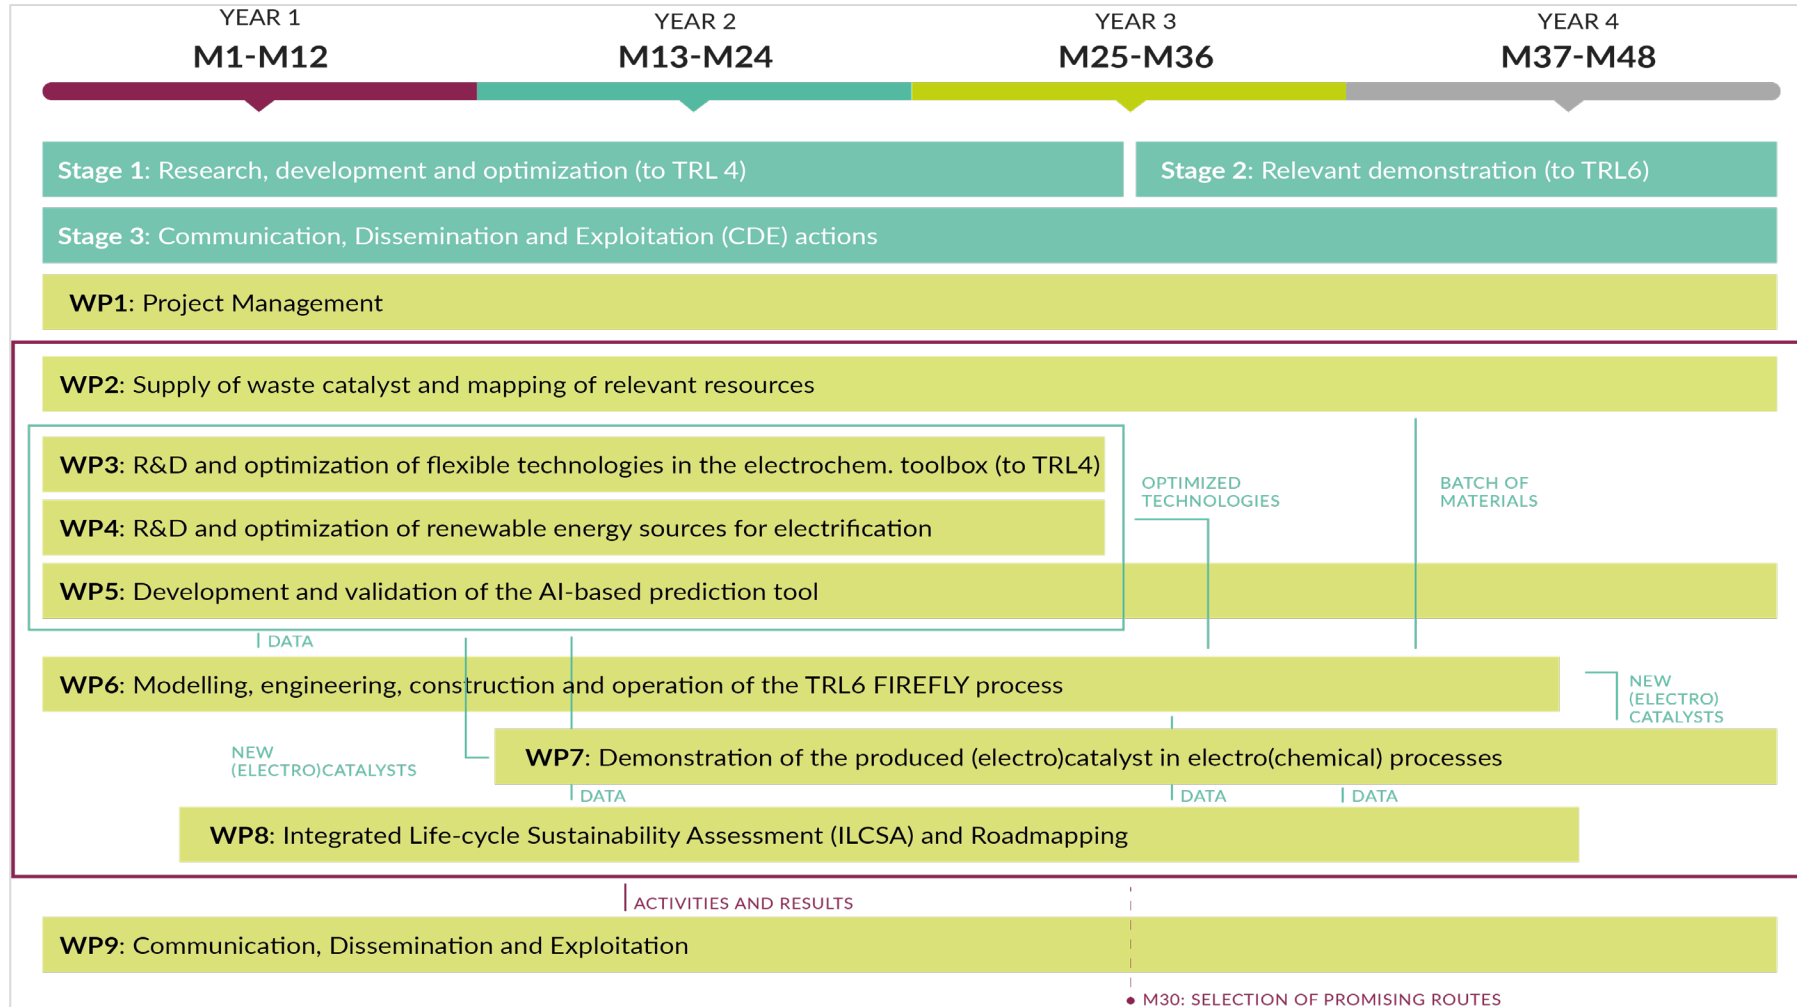 YEAR 1
M1-M12
YEAR 2
M13-M24
YEAR 3
M25-M36
YEAR 4
M37-M48
Stage 1: Research, development and optimization (to TRL 4)
Stage 2: Relevant demonstration (to TRL6)
Stage 3: Communication, Dissemination and Exploitation (CDE) actions
WP1: Project Management
WP2: Supply of waste catalyst and mapping of relevant resources
WP3: R&D and optimization of flexible technologies in the electrochem. toolbox (to TRL4)
OPTIMIZED
TECHNOLOGIES
BATCH OF
MATERIALS
WP4: R&D and optimization of renewable energy sources for electrification
WP5: Development and validation of the AI-based prediction tool
DATA
WP6: Modelling, engineering, construction and operation of the TRL6 FIREFLY process
NEW
(ELECTRO)
CATALYSTS
NEW
(ELECTRO)CATALYSTS
WP7: Demonstration of the produced (electro)catalyst in electro(chemical) processes
DATA
DATA
DATA
WP8: Integrated Life-cycle Sustainability Assessment (ILCSA) and Roadmapping
ACTIVITIES AND RESULTS
WP9: Communication, Dissemination and Exploitation
M30: SELECTION OF PROMISING ROUTES